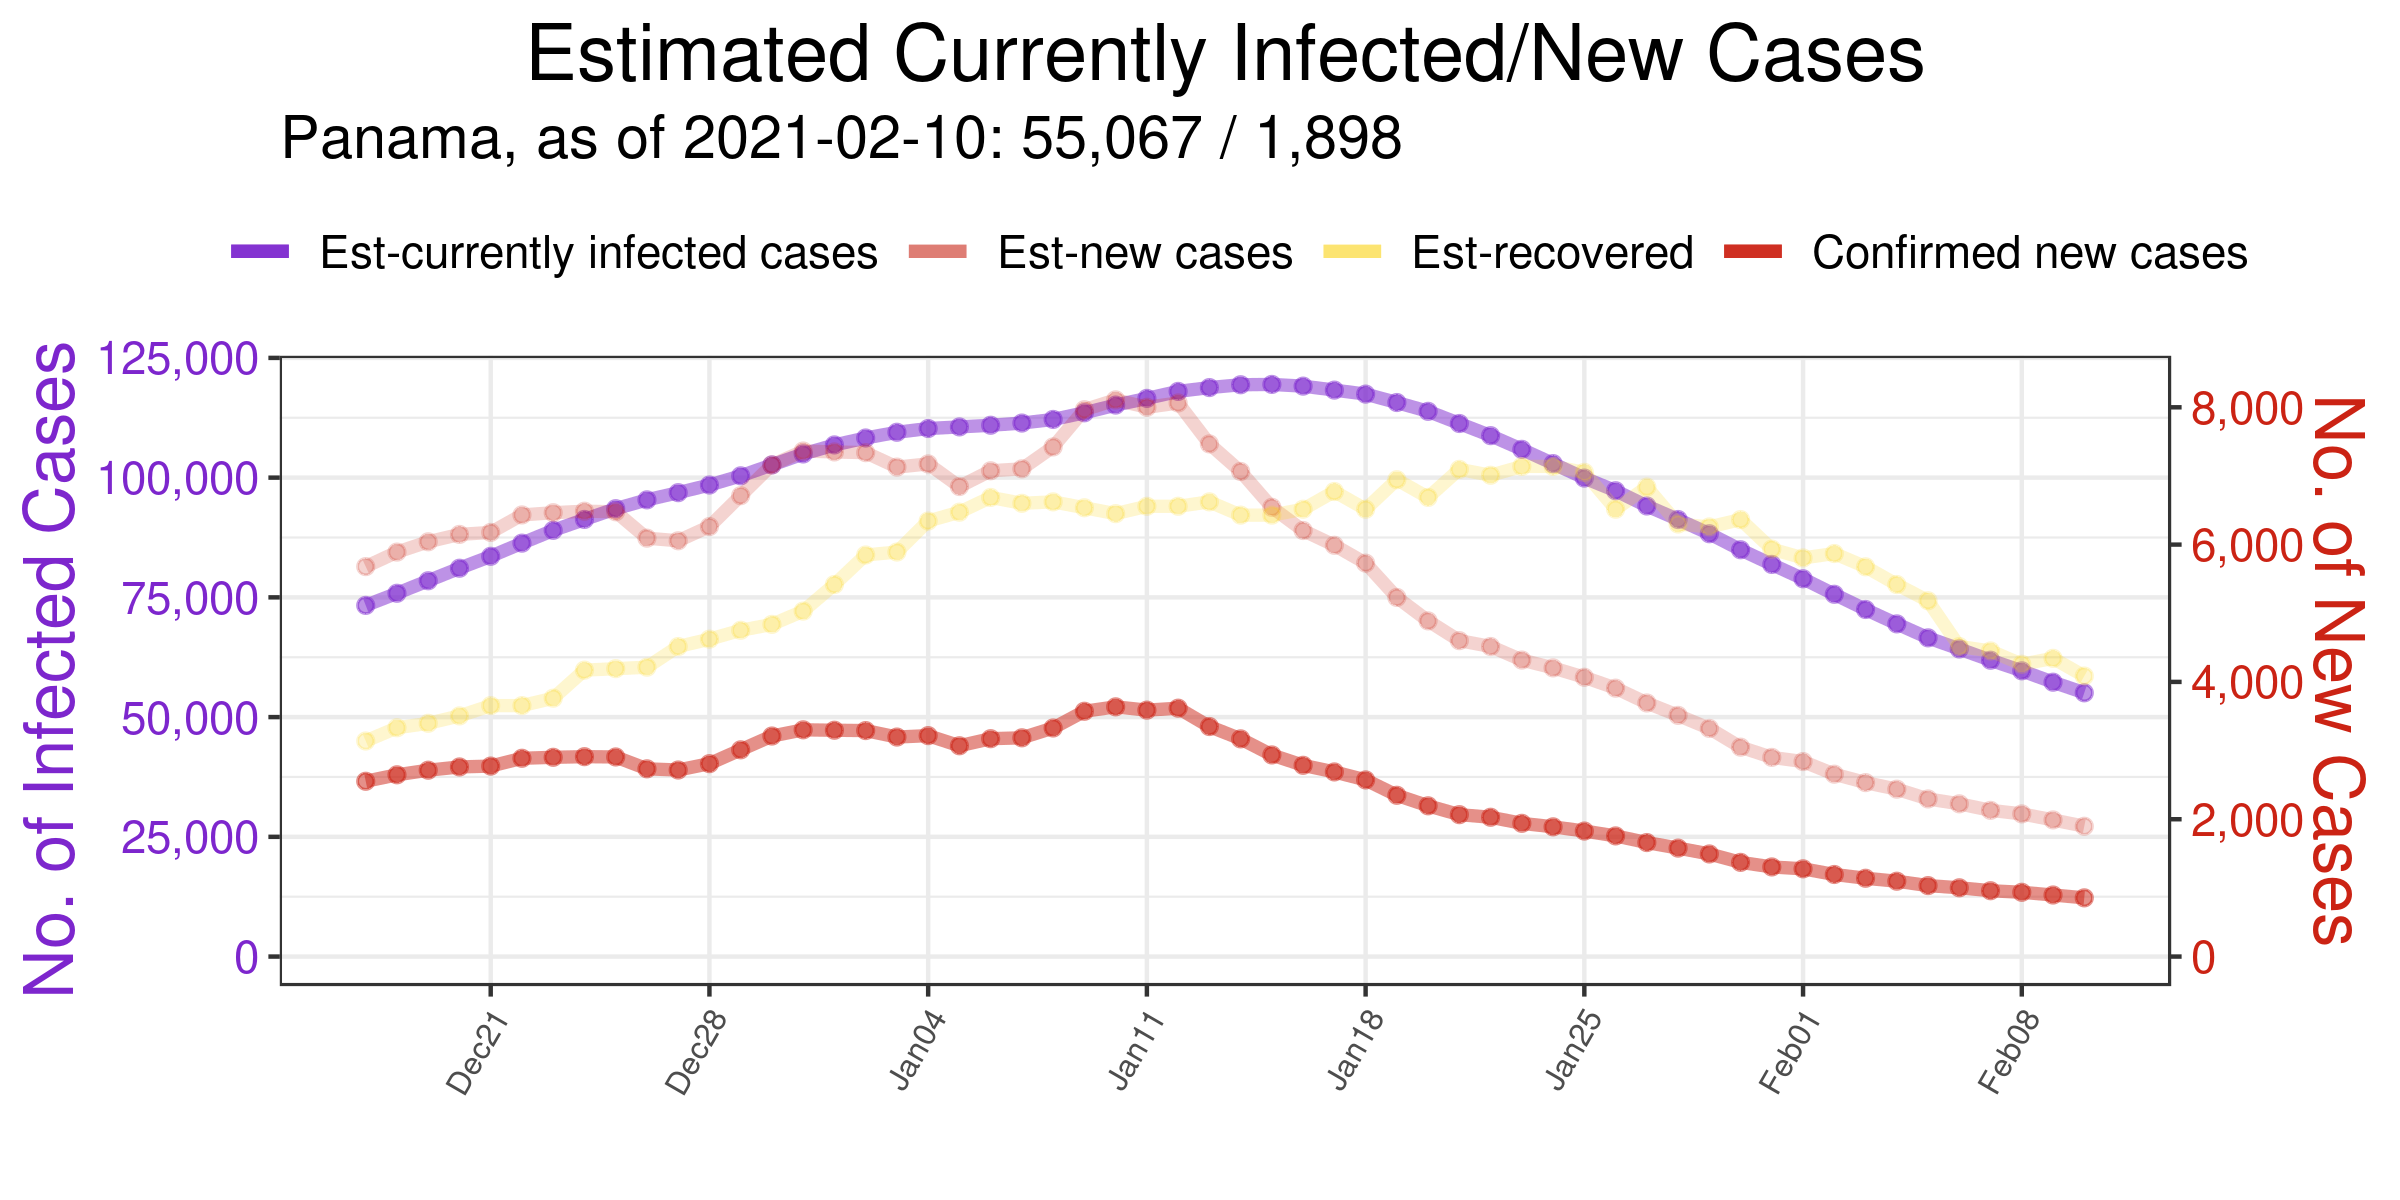 Estimated Currently Infected/New Cases
Panama, as of 2021-02-10: 55,067 / 1,898
Est-currently infected cases Est-new cases Est-recovered Confirmed new cases
No. of Infected Cases
125,000
100,000
75,000
50,000
25,000
0
8,000
6,000
4,000
2,000
0
No. of New Cases
Dec21 Dec28 Jan04 Jan11 Jan18 Jan25 Feb01 Feb08